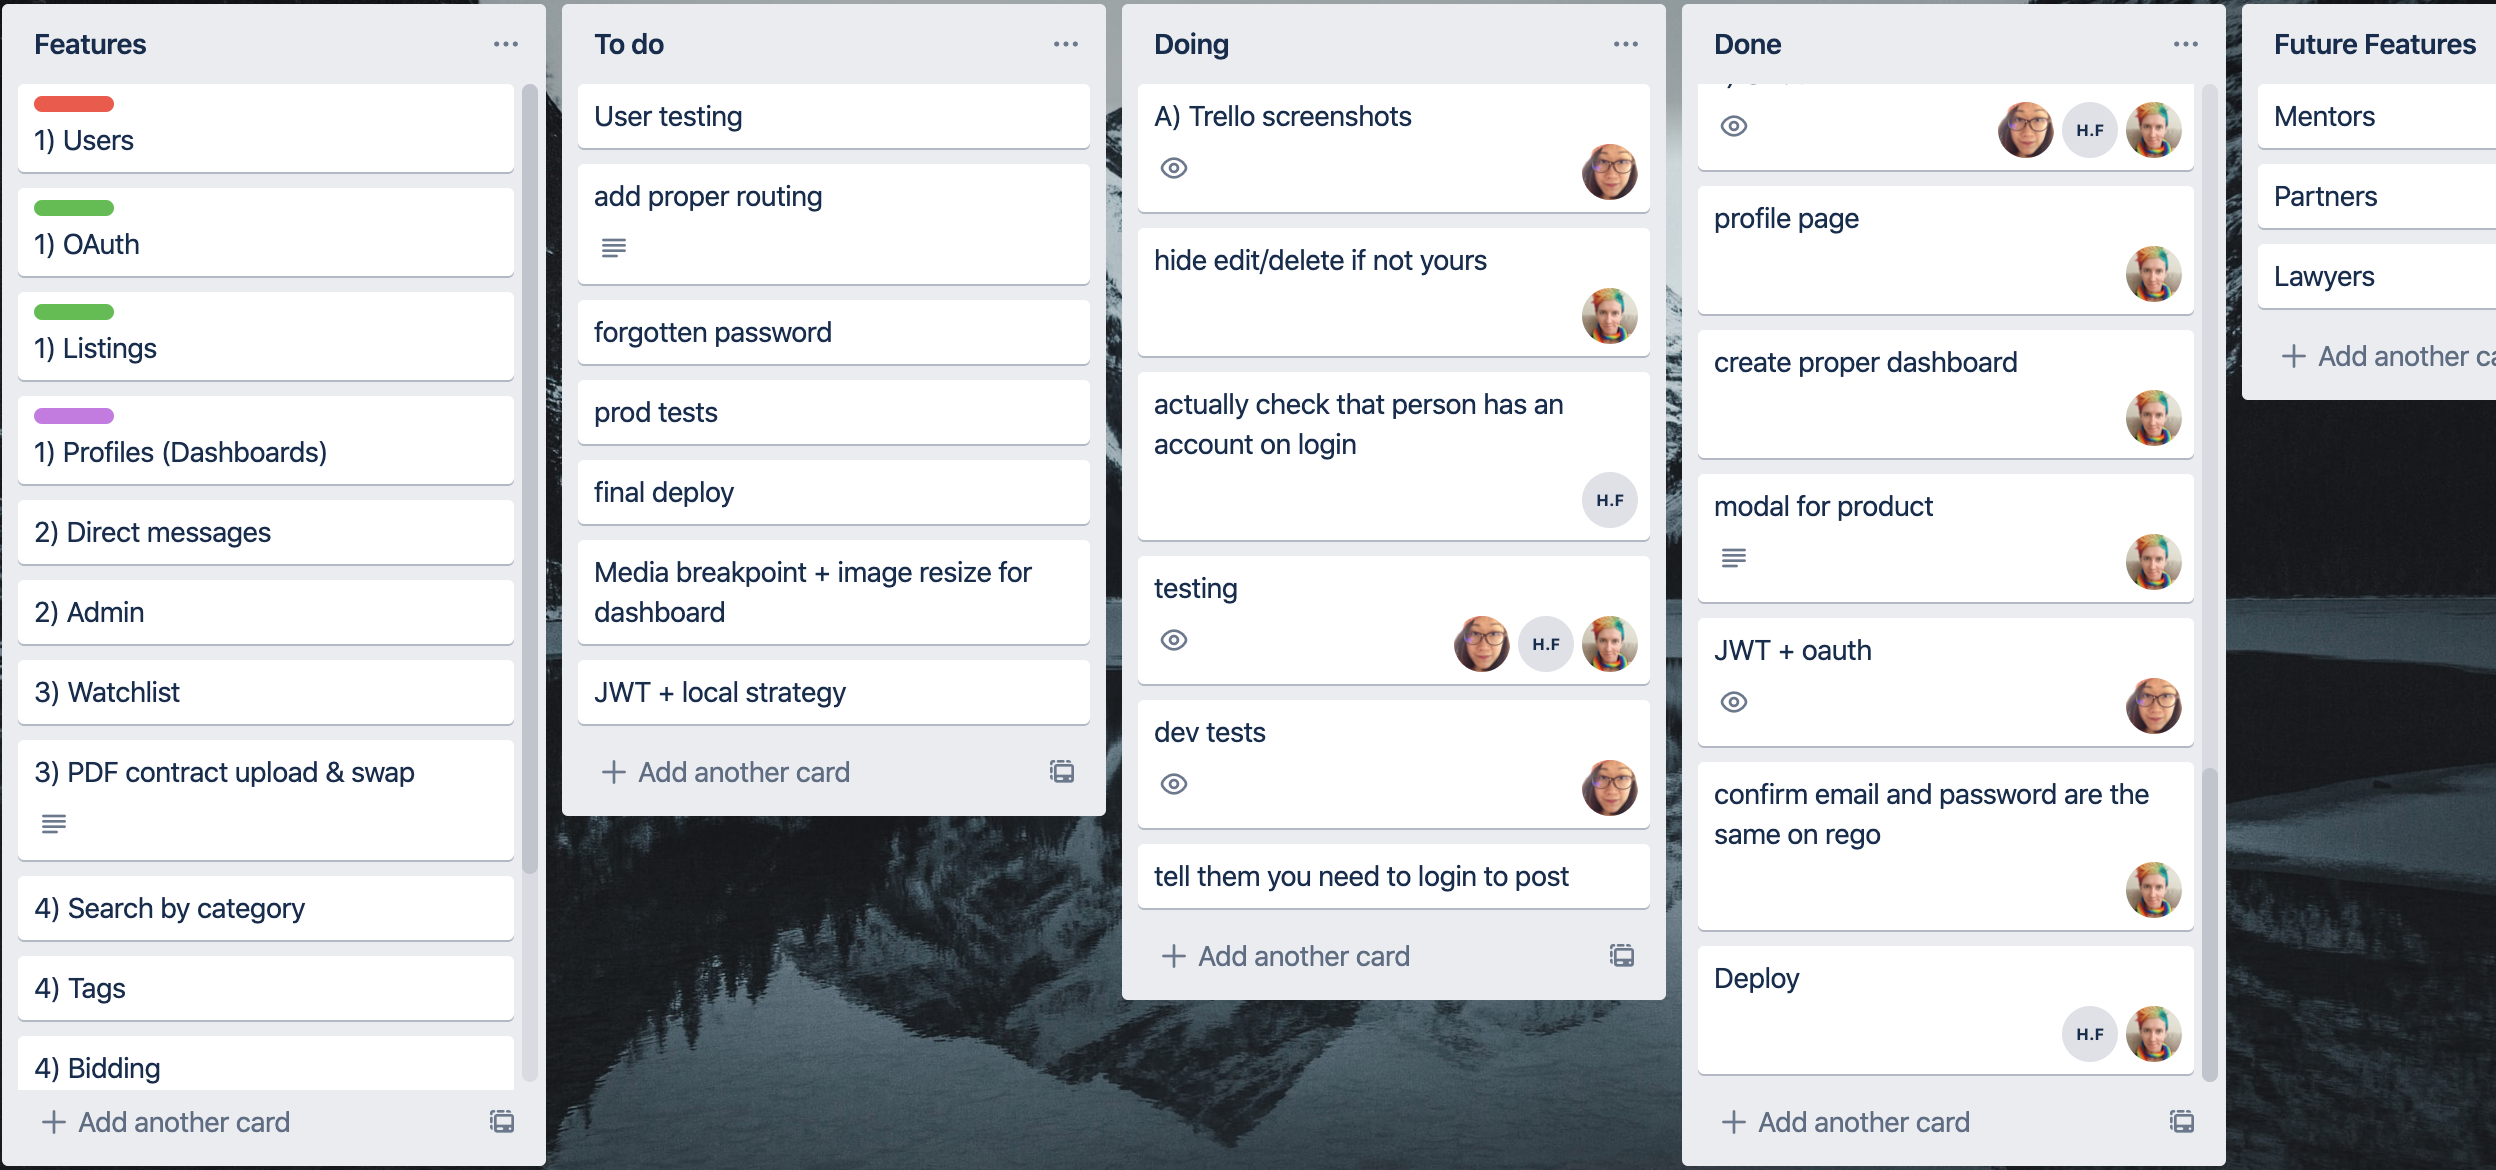 Features
1) Users
1) OAuth
1) Listings
1) Profiles (Dashboards)
2) Direct messages
2) Admin
3) Watchlist
3) PDF contract upload & swap
4) Search by category
4) Tags
4) Bidding
+ Add another card
To do
User testing
add proper routing
forgotten password
prod tests
final deploy
Media breakpoint + image resize for
dashboard
JWT + local strategy
+ Add another card
Doing
A) Trello screenshots
hide edit/delete if not yours
actually check that person has an
account on login
H.F
testing
H.F
dev tests
tell them you need to login to post
+ Add another card
Done
H.F
profile page
create proper dashboard
modal for product
JWT + oauth
confirm email and password are the
same on rego
Deploy
H.F
+ Add another card
Future Features
Mentors
Partners
Lawyers
+ Add another